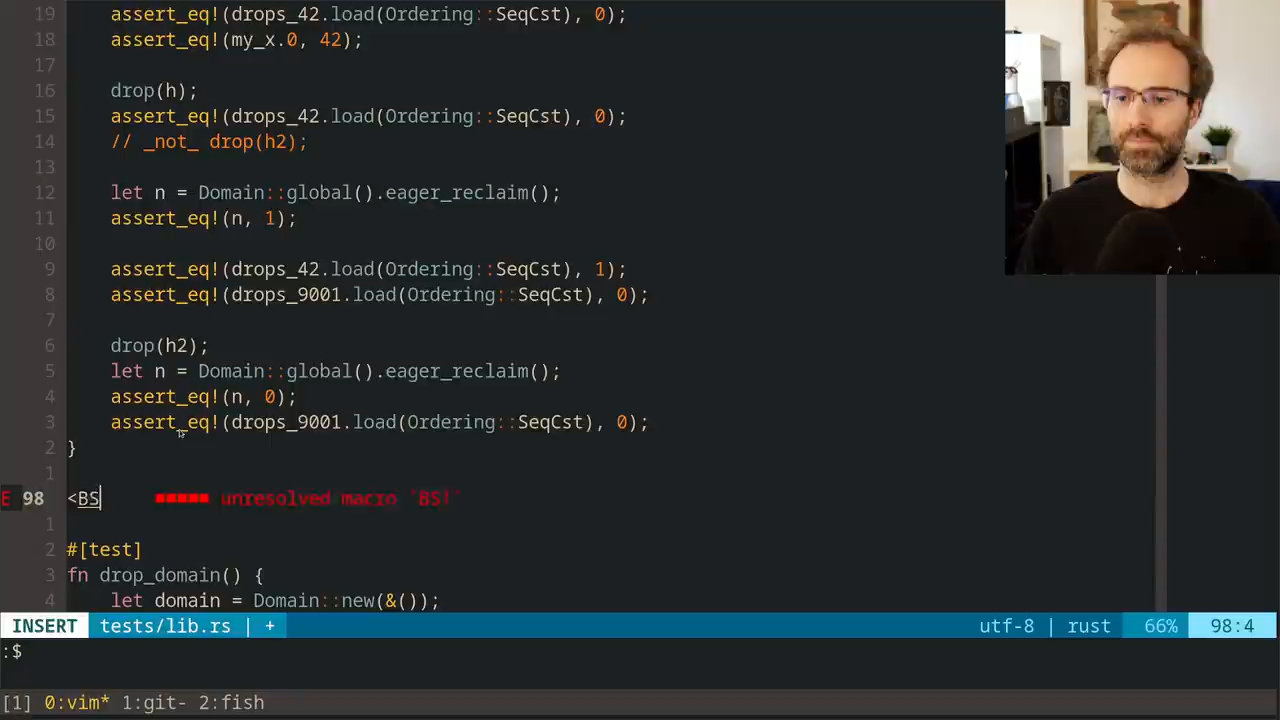 19 assert_eq!(drops_42.load(Ordering::SeqCst), 0);
18 assert_eq!(my_x.0, 42);
17
16 drop(h);
15 assert_eq!(drops_42.load(Ordering::SeqCst), 0);
14 // _not_ drop(h2);
13
12 let n = Domain::global().eager_reclaim();
11 assert_eq!(n, 1);
10
9 assert_eq!(drops_42.load(Ordering::SeqCst), 1);
8 assert_eq!(drops_9001.load(Ordering::SeqCst), 0);
7
6 drop(h2);
5 let n = Domain::global().eager_reclaim();
4 assert_eq!(n, 0);
3 assert_eq!(drops_9001.load(Ordering::SeqCst), 0);
2 }
1
E 98 <BS ■■■■■ unresolved macro `BS!`
1
2 #[test]
3 fn drop_domain() {
4 let domain = Domain::new(&());
INSERT tests/lib.rs | + utf-8 | rust 66% 98:4
:$
[1] 0:vim* 1:git- 2:fish